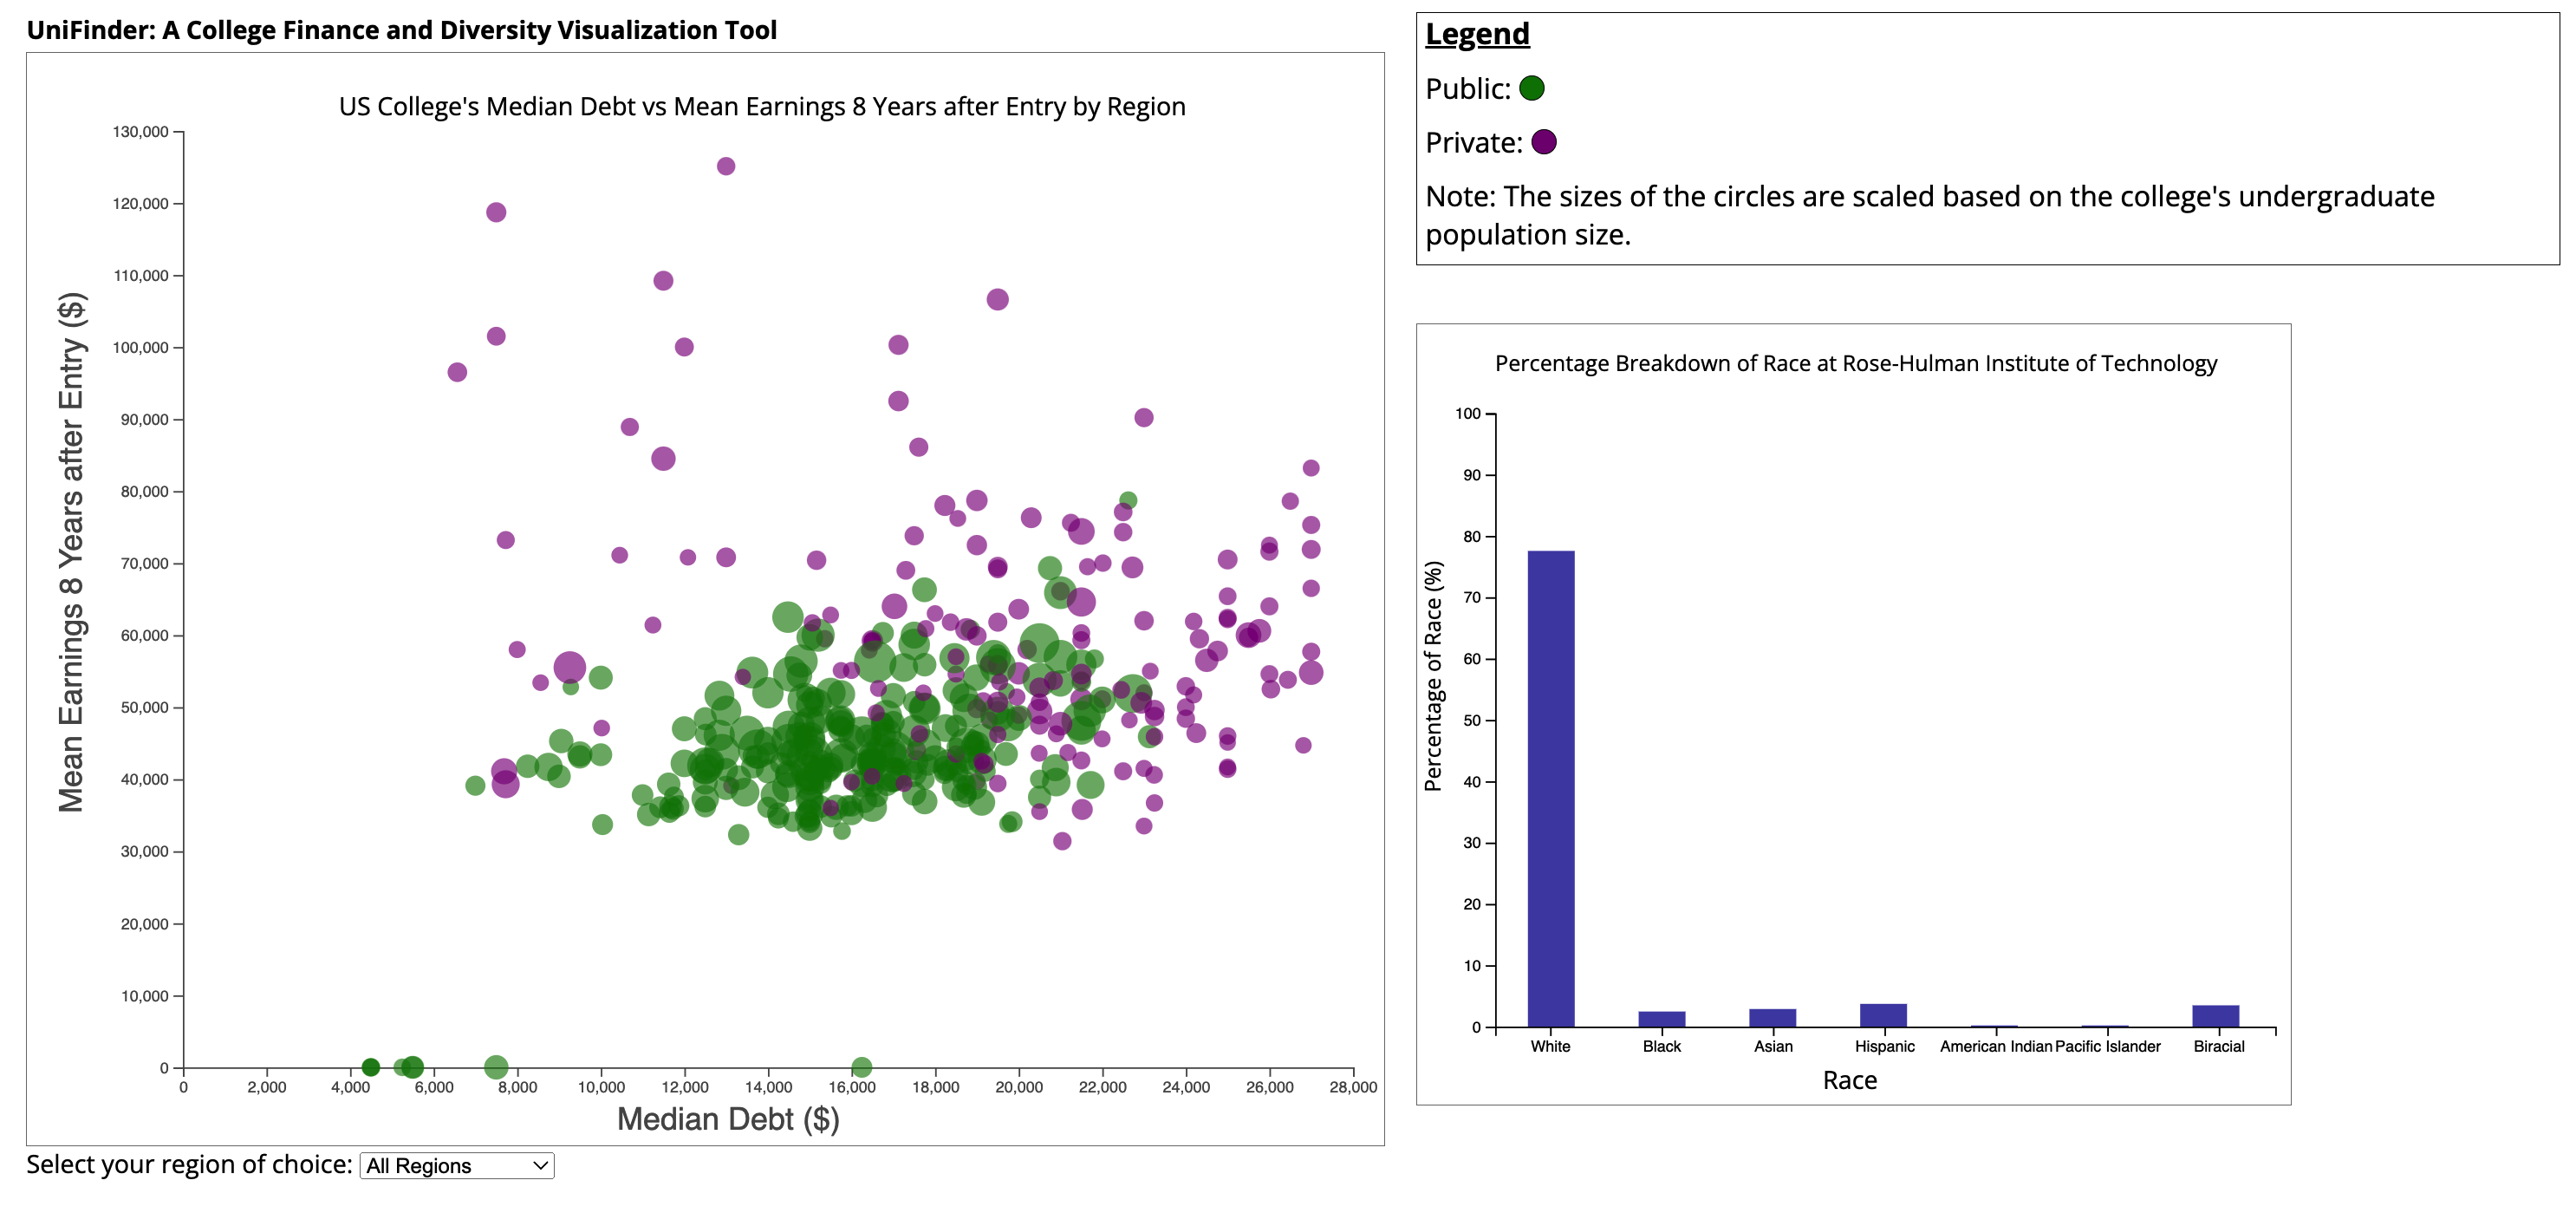 UniFinder: A College Finance and Diversity Visualization Tool
US College's Median Debt vs Mean Earnings 8 Years after Entry by Region
130,000
120,000
110,000
100,000
90,000
80,000
70,000
60,000
50,000
40,000
30,000
20,000
10,000
0
Mean Earnings 8 Years after Entry ($)
0 2,000 4,000 6,000 8,000 10,000 12,000 14,000 16,000 18,000 20,000 22,000 24,000 26,000 28,000
Median Debt ($)
Select your region of choice: All Regions
Legend
Public:
Private:
Note: The sizes of the circles are scaled based on the college's undergraduate
population size.
Percentage Breakdown of Race at Rose-Hulman Institute of Technology
100
90
80
70
60
50
40
30
20
10
0
Percentage of Race (%)
White Black Asian Hispanic American Indian Pacific Islander Biracial
Race